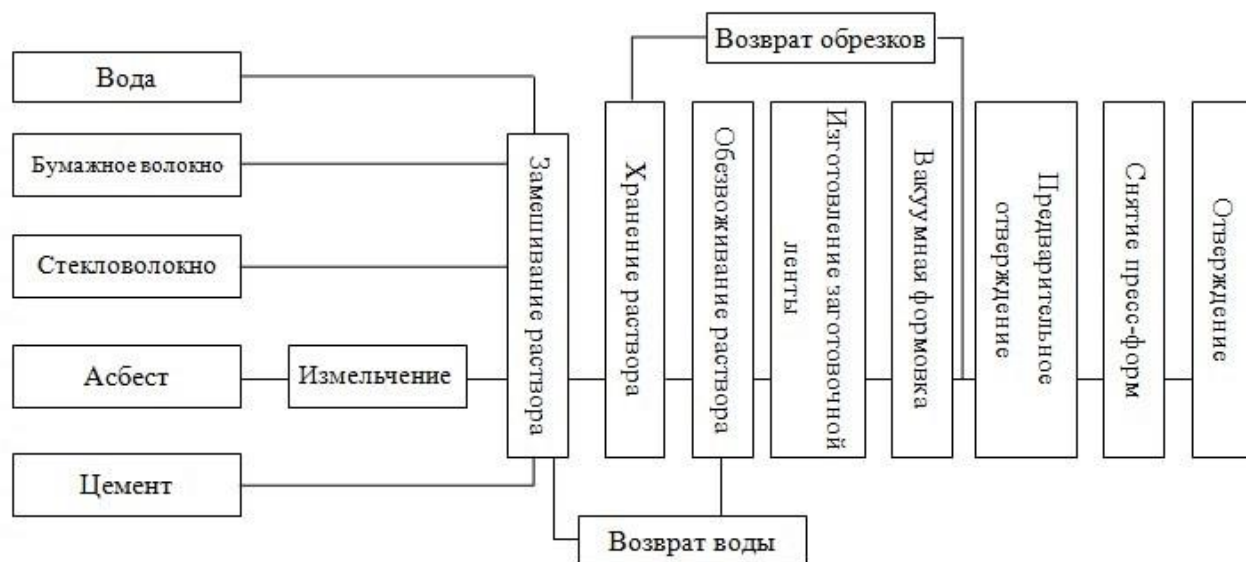 Возврат обрезков
Вода
Бумажное волокно
Стекловолокно
Асбест
Измельчение
Цемент
Замешивание раствора
Хранение раствора
Обезвоживание раствора
Изготовление заготовочной
ленты
Вакуумная формовка
Предварительное
отверждение
Снятие пресс-форм
Отверждение
Возврат воды